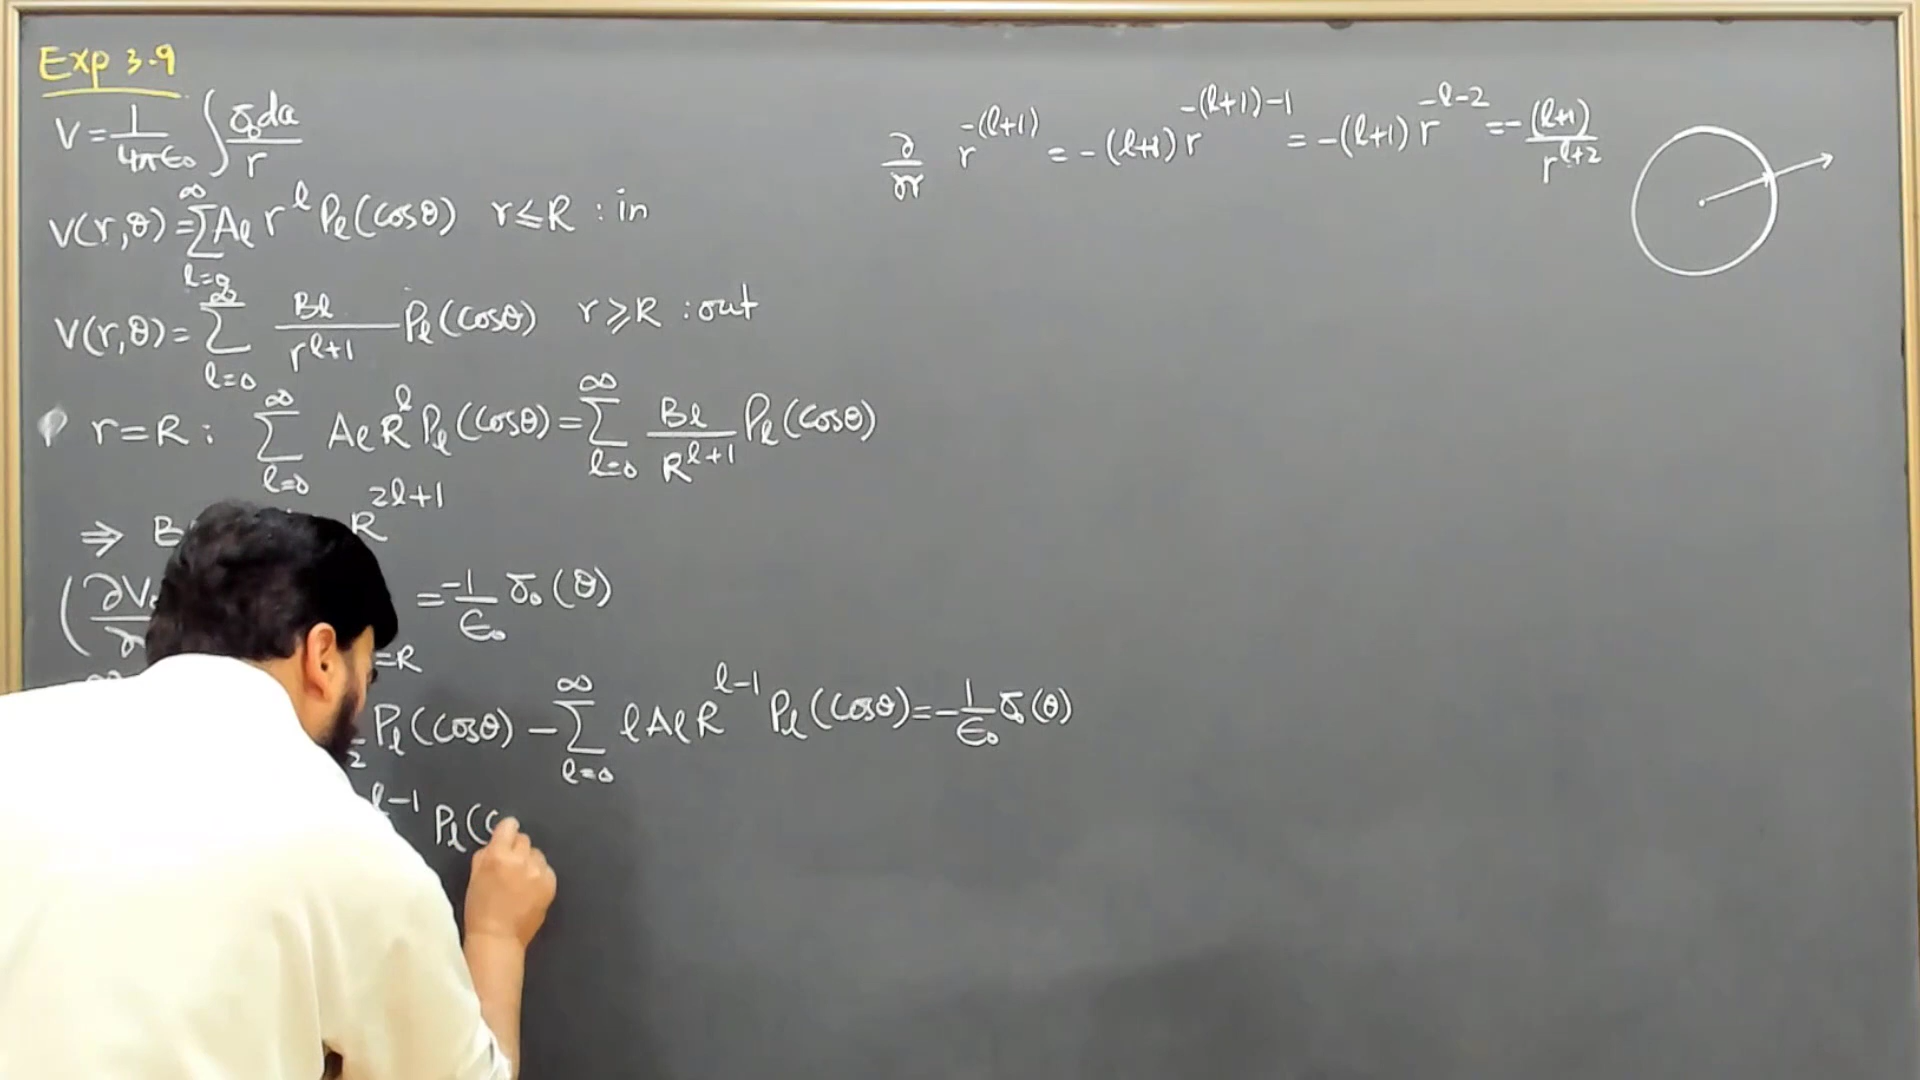 Exp 3.9
V = 1/4πε₀ ∫ σ₀da/r
V(r,θ) = ∑_{l=0}^{∞} A_l r^l P_l(cosθ) r ≤ R : in
V(r,θ) = ∑_{l=0}^{∞} B_l/r^{l+1} P_l(cosθ) r ≥ R : out
r = R : ∑_{l=0}^{∞} A_l R^l P_l(cosθ) = ∑_{l=0}^{∞} B_l/R^{l+1} P_l(cosθ)
⇒ B R^{2l+1}
(∂V/∂ =R = -1/ε₀ σ₀(θ)
∞ 2 P_l(cosθ) - ∑_{l=0}^{∞} l A_l R^{l-1} P_l(cosθ) = -1/ε₀ σ₀(θ)
l-1 P_l(c
∂/∂r r^{-(l+1)} = -(l+1) r^{-(l+1)-1} = -(l+1) r^{-l-2} = -(l+1)/r^{l+2}